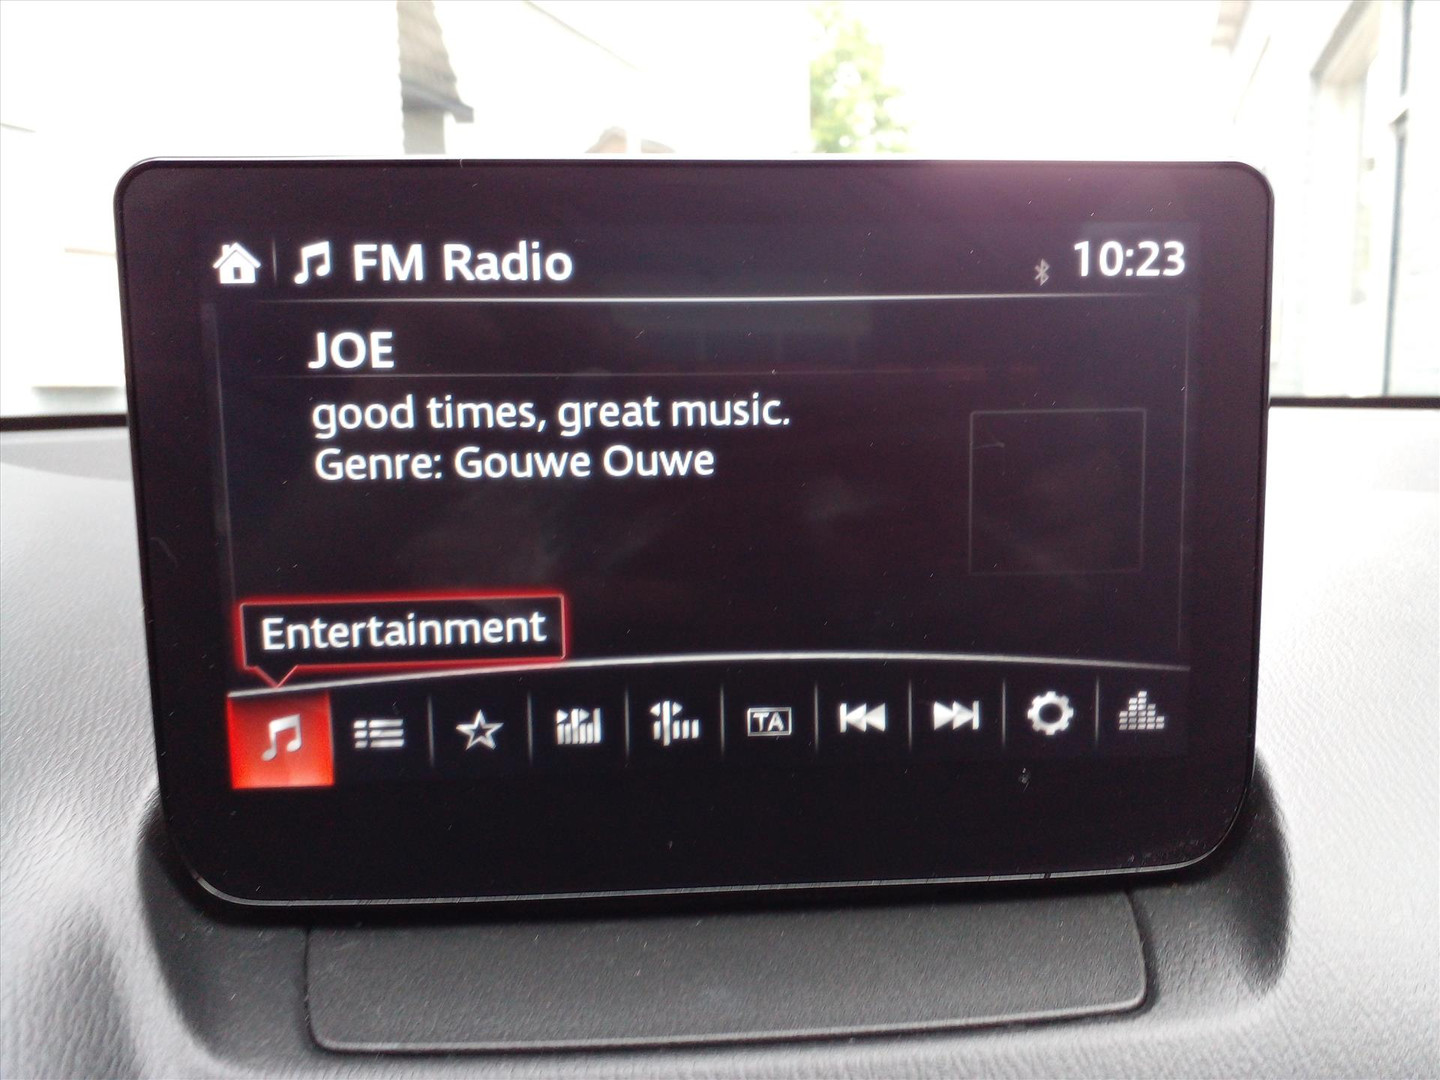 FM Radio
10:23
JOE
good times, great music.
Genre: Gouwe Ouwe
Entertainment
TA